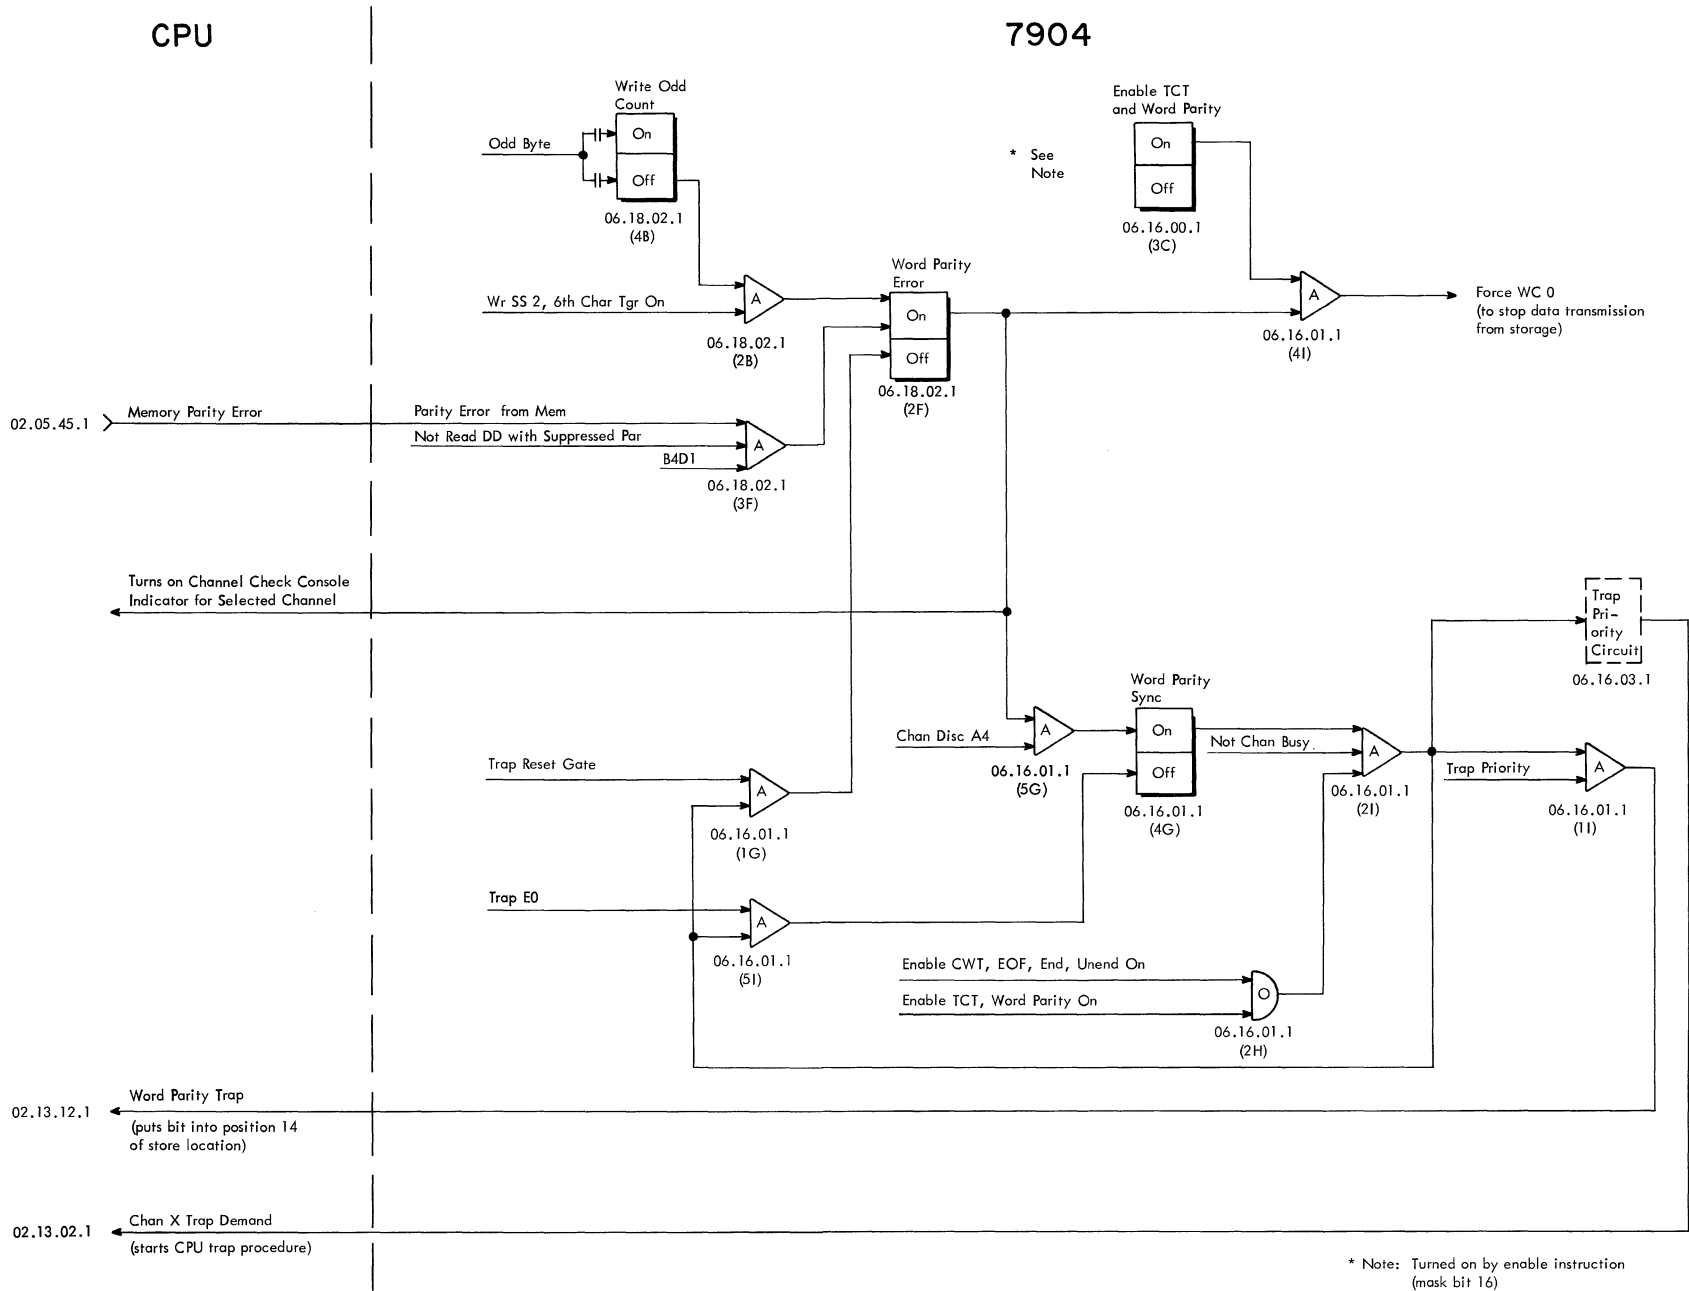 CPU
7904
Write Odd
Count
On
Off
06.18.02.1
(4B)
Odd Byte
Enable TCT
and Word Parity
On
Off
06.16.00.1
(3C)
* See
Note
Wr SS 2, 6th Char Tgr On
A
06.18.02.1
(2B)
Word Parity
Error
On
Off
06.18.02.1
(2F)
A
06.16.01.1
(4I)
Force WC 0
(to stop data transmission
from storage)
02.05.45.1
Memory Parity Error
Parity Error from Mem
Not Read DD with Suppressed Par
B4D1
A
06.18.02.1
(3F)
Turns on Channel Check Console
Indicator for Selected Channel
Trap
Pri-
ority
Circuit
06.16.03.1
Chan Disc A4
A
06.16.01.1
(5G)
Word Parity
Sync
On
Off
06.16.01.1
(4G)
Not Chan Busy
A
06.16.01.1
(2I)
Trap Priority
A
06.16.01.1
(1I)
Trap Reset Gate
A
06.16.01.1
(1G)
Trap E0
A
06.16.01.1
(5I)
Enable CWT, EOF, End, Unend On
Enable TCT, Word Parity On
O
06.16.01.1
(2H)
02.13.12.1
Word Parity Trap
(puts bit into position 14
of store location)
02.13.02.1
Chan X Trap Demand
(starts CPU trap procedure)
* Note: Turned on by enable instruction
(mask bit 16)